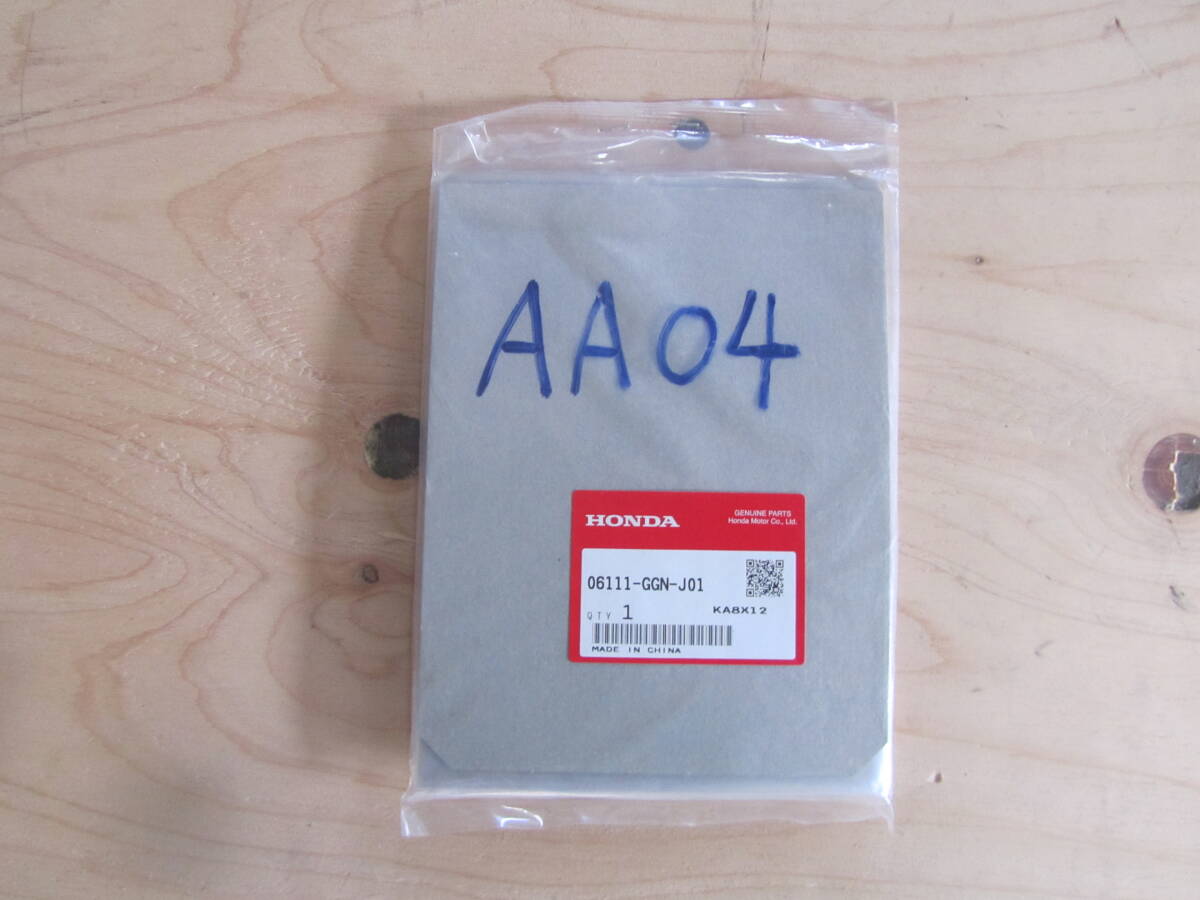 AA04
HONDA
GENUINE PARTS
Honda Motor Co., Ltd.
06111-GGN-J01
QTY 1
KA8X12
MADE IN CHINA